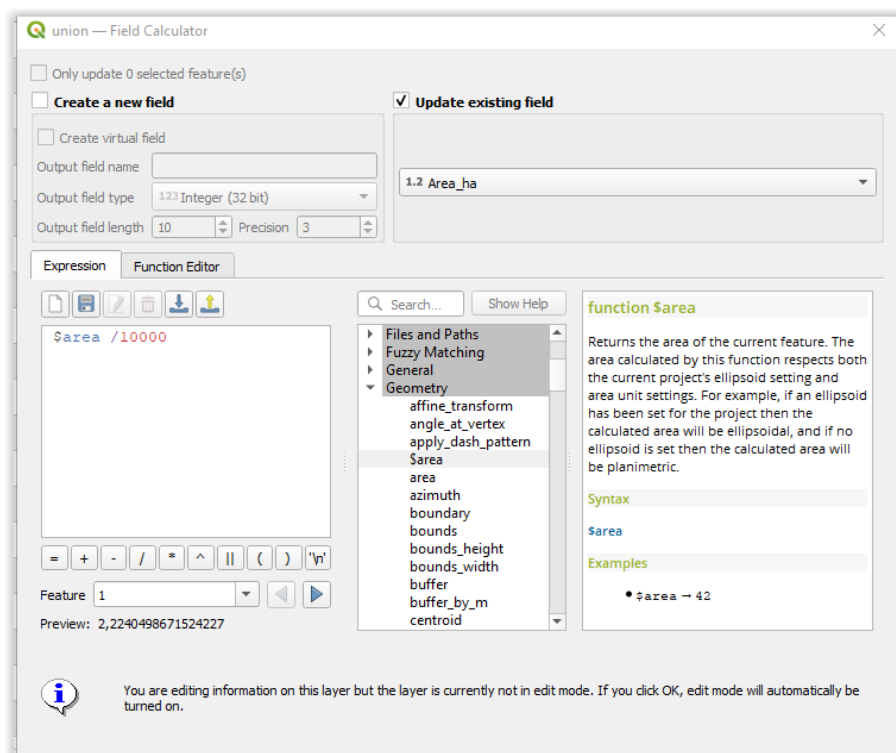 union — Field Calculator
Only update 0 selected feature(s)
Create a new field
Update existing field
Create virtual field
Output field name
Output field type 123 Integer (32 bit)
Output field length 10 Precision 3
1.2 Area_ha
Expression Function Editor
Search... Show Help
$area /10000
Files and Paths
Fuzzy Matching
General
Geometry
affine_transform
angle_at_vertex
apply_dash_pattern
$area
area
azimuth
boundary
bounds
bounds_height
bounds_width
buffer
buffer_by_m
centroid
function $area
Returns the area of the current feature. The
area calculated by this function respects both
the current project's ellipsoid setting and
area unit settings. For example, if an ellipsoid
has been set for the project then the
calculated area will be ellipsoidal, and if no
ellipsoid is set then the calculated area will
be planimetric.
Syntax
$area
Examples
● $area → 42
= + - / * ^ || ( ) '\n'
Feature 1
Preview: 2,2240498671524227
You are editing information on this layer but the layer is currently not in edit mode. If you click OK, edit mode will automatically be
turned on.